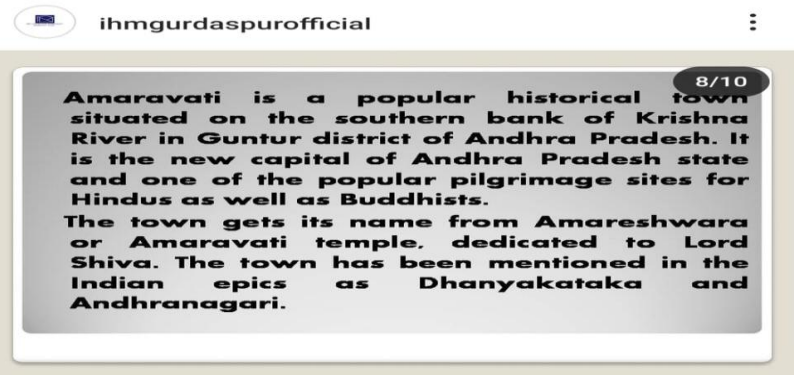 ihmgurdaspurofficial
8/10
Amaravati is a popular historical town
situated on the southern bank of Krishna
River in Guntur district of Andhra Pradesh. It
is the new capital of Andhra Pradesh state
and one of the popular pilgrimage sites for
Hindus as well as Buddhists.
The town gets its name from Amareshwara
or Amaravati temple, dedicated to Lord
Shiva. The town has been mentioned in the
Indian epics as Dhanyakataka and
Andhranagari.